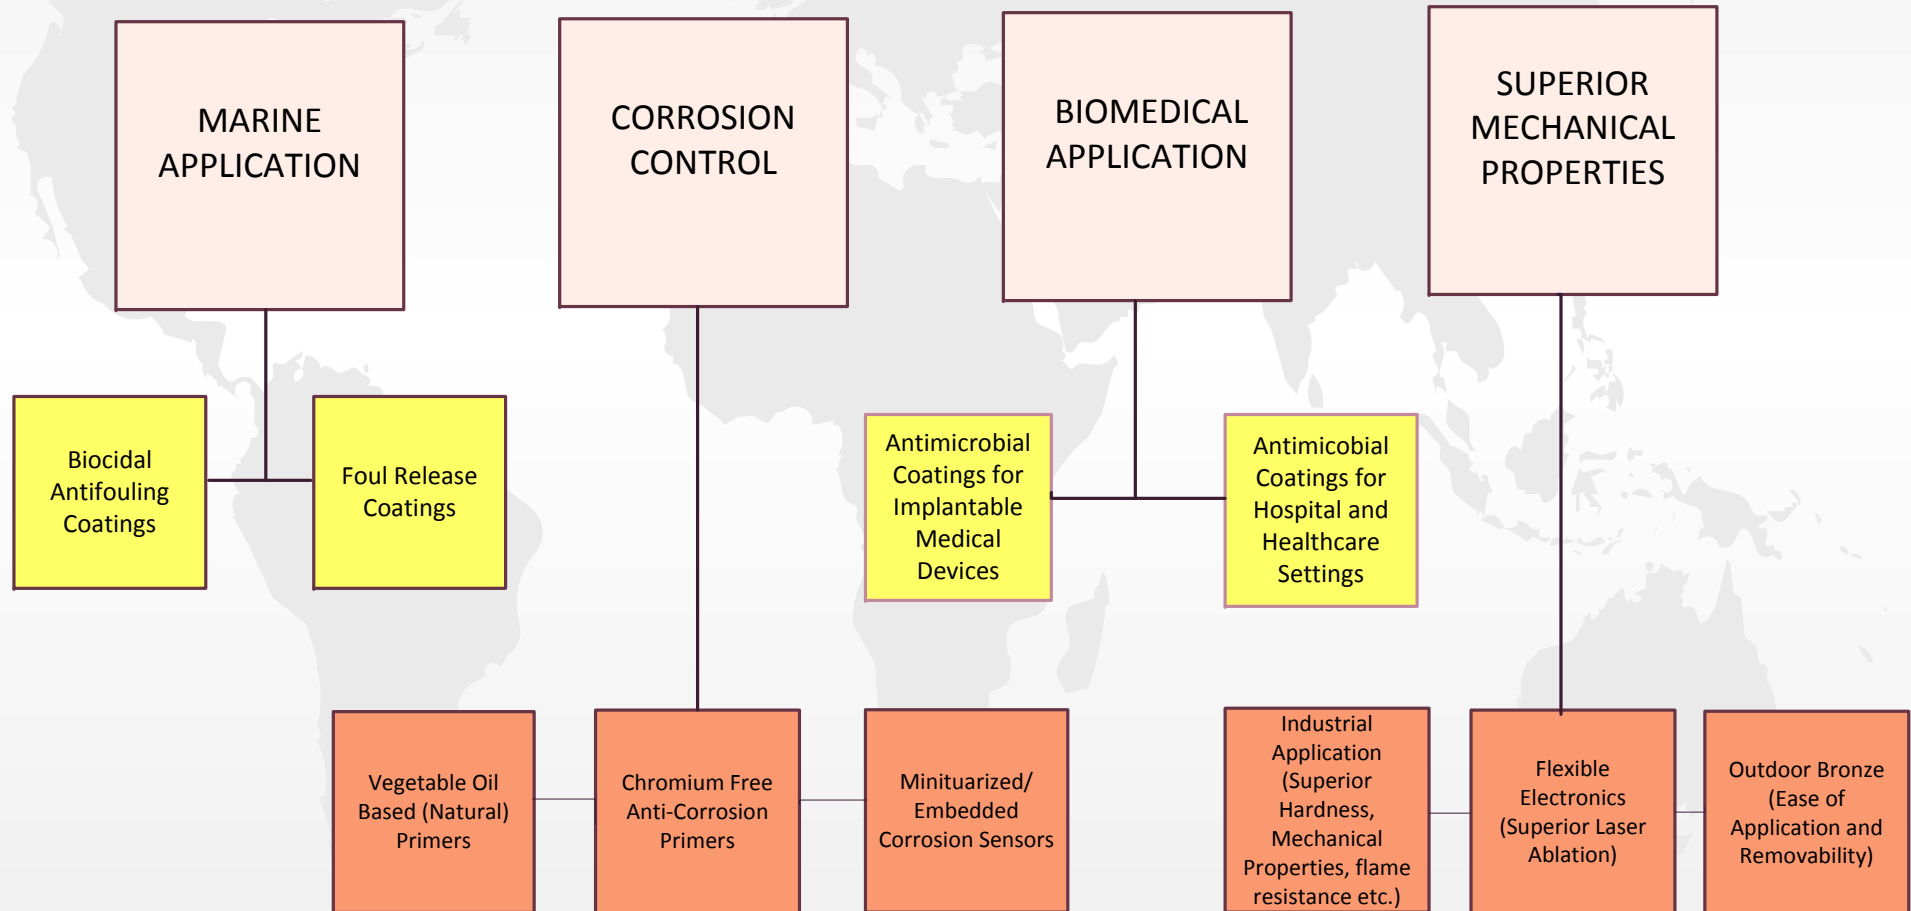 MARINE
APPLICATION
CORROSION
CONTROL
BIOMEDICAL
APPLICATION
SUPERIOR
MECHANICAL
PROPERTIES
Biocidal
Antifouling
Coatings
Foul Release
Coatings
Antimicrobial
Coatings for
Implantable
Medical
Devices
Antimicobial
Coatings for
Hospital and
Healthcare
Settings
Vegetable Oil
Based (Natural)
Primers
Chromium Free
Anti-Corrosion
Primers
Minituarized/
Embedded
Corrosion Sensors
Industrial
Application
(Superior
Hardness,
Mechanical
Properties, flame
resistance etc.)
Flexible
Electronics
(Superior Laser
Ablation)
Outdoor Bronze
(Ease of
Application and
Removability)